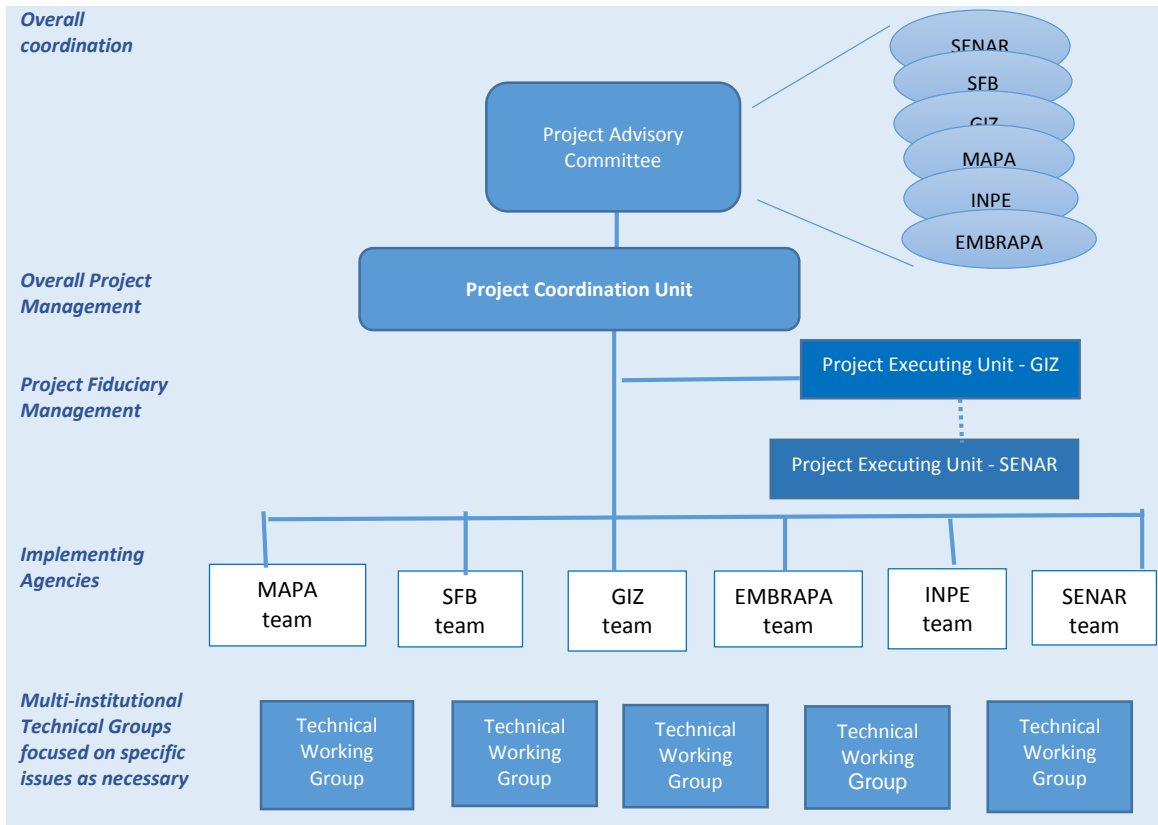 Overall
coordination
SENAR
SFB
GIZ
MAPA
INPE
EMBRAPA
Project Advisory
Committee
Overall Project
Management
Project Coordination Unit
Project Fiduciary
Management
Project Executing Unit - GIZ
Project Executing Unit - SENAR
Implementing
Agencies
MAPA
team
SFB
team
GIZ
team
EMBRAPA
team
INPE
team
SENAR
team
Multi-institutional
Technical Groups
focused on specific
issues as necessary
Technical
Working
Group
Technical
Working
Group
Technical
Working
Group
Technical
Working
Group
Technical
Working
Group